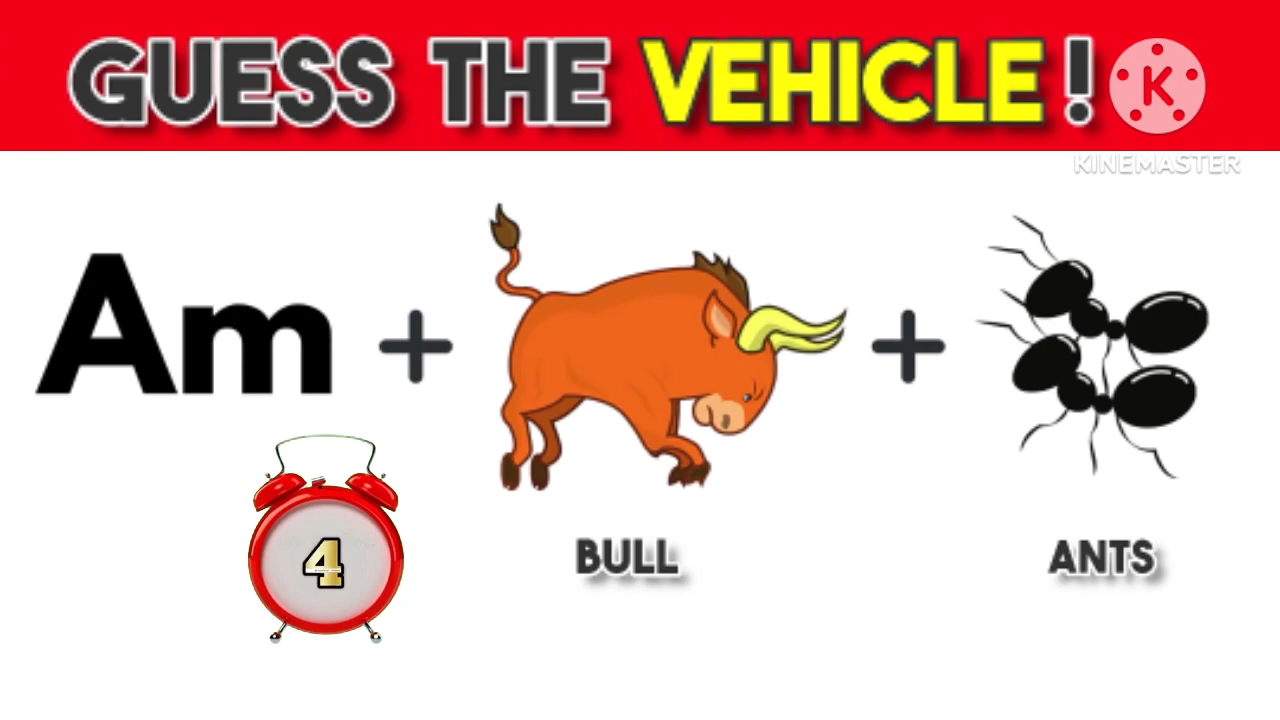 GUESS THE VEHICLE!
K
KINEMASTER
Am + BULL + ANTS
4